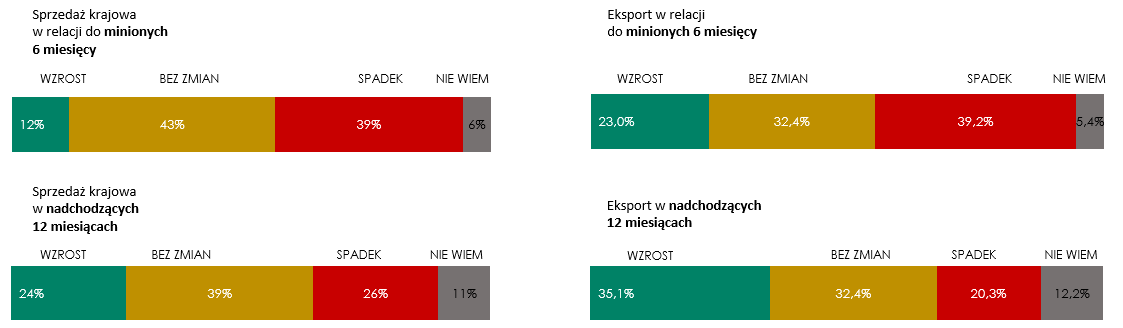 Sprzedaż krajowa
w relacji do minionych
6 miesięcy
WZROST BEZ ZMIAN SPADEK NIE WIEM
12% 43% 39% 6%
Eksport w relacji
do minionych 6 miesięcy
WZROST BEZ ZMIAN SPADEK NIE WIEM
23,0% 32,4% 39,2% 5,4%
Sprzedaż krajowa
w nadchodzących
12 miesiącach
WZROST BEZ ZMIAN SPADEK NIE WIEM
24% 39% 26% 11%
Eksport w nadchodzących
12 miesiącach
WZROST BEZ ZMIAN SPADEK NIE WIEM
35,1% 32,4% 20,3% 12,2%